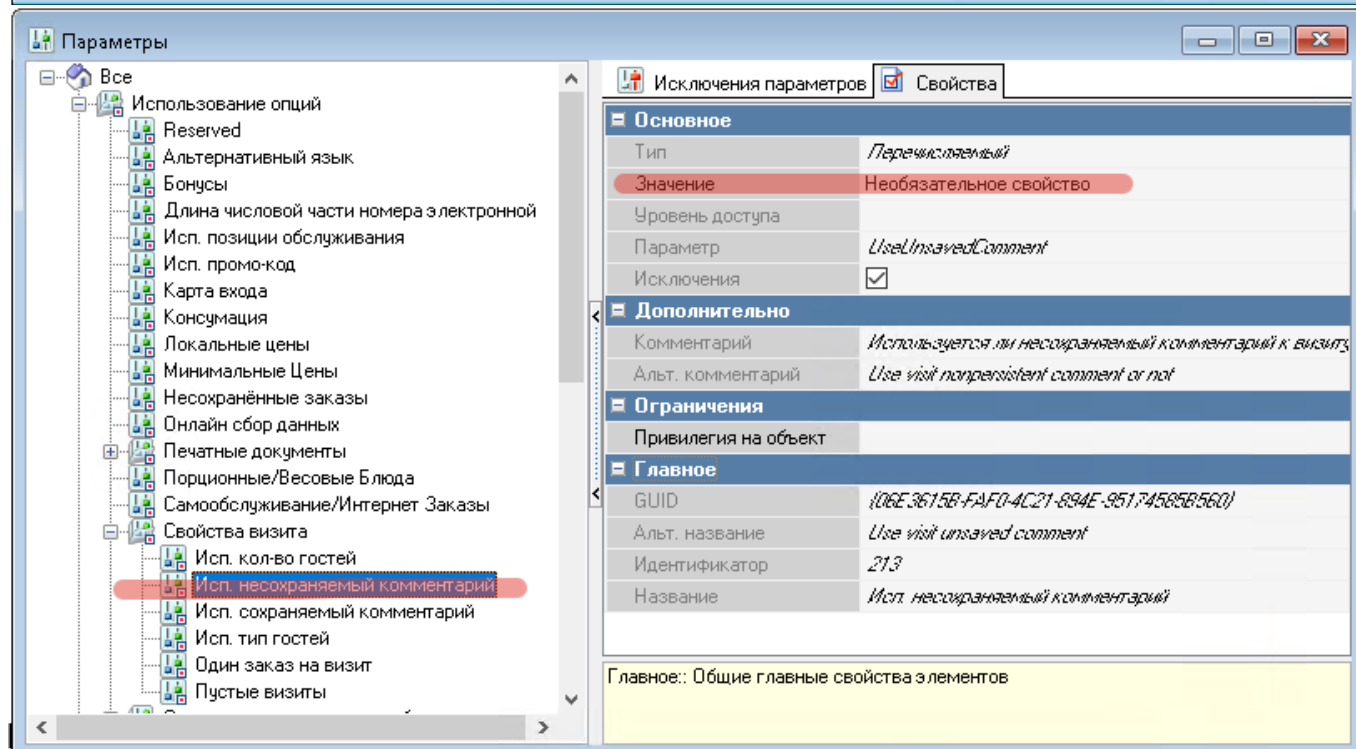 Параметры
Все
Использование опций
Reserved
Альтернативный язык
Бонусы
Длина числовой части номера электронной
Исп. позиции обслуживания
Исп. промо-код
Карта входа
Консумация
Локальные цены
Минимальные Цены
Несохранённые заказы
Онлайн сбор данных
Печатные документы
Порционные/Весовые Блюда
Самообслуживание/Интернет Заказы
Свойства визита
Исп. кол-во гостей
Исп. несохраняемый комментарий
Исп. сохраняемый комментарий
Исп. тип гостей
Один заказ на визит
Пустые визиты
Исключения параметров Свойства
Основное
Тип Перечисляемый
Значение Необязательное свойство
Уровень доступа
Параметр UseUnsavedComment
Исключения
Дополнительно
Комментарий Используется ли несохраняемый комментарий к визиту
Альт. комментарий Use visit nonpersistent comment or not
Ограничения
Привилегия на объект
Главное
GUID {06E3615B-FAF0-4C21-894E-95174585B560}
Альт. название Use visit unsaved comment
Идентификатор 213
Название Исп. несохраняемый комментарий
Главное:: Общие главные свойства элементов